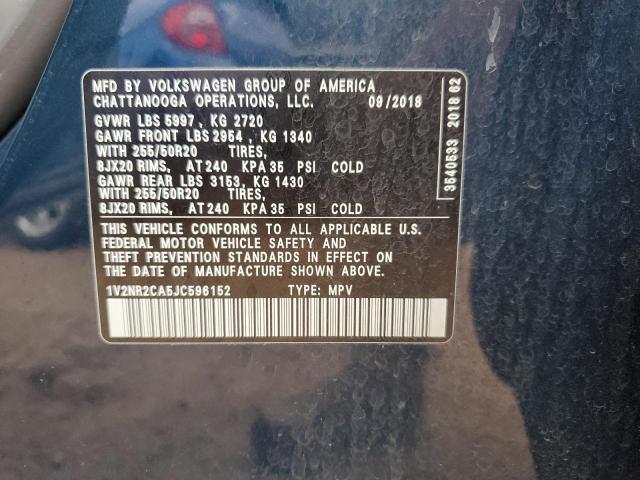 MFD BY VOLKSWAGEN GROUP OF AMERICA
CHATTANOOGA OPERATIONS, LLC. 09/2018
GVWR LBS 5997, KG 2720
GAWR FRONT LBS 2954, KG 1340
WITH 255/50R20 TIRES,
8JX20 RIMS, AT 240 KPA 35 PSI COLD
GAWR REAR LBS 3153, KG 1430
WITH 255/50R20 TIRES,
8JX20 RIMS, AT 240 KPA 35 PSI COLD
THIS VEHICLE CONFORMS TO ALL APPLICABLE U.S.
FEDERAL MOTOR VEHICLE SAFETY AND
THEFT PREVENTION STANDARDS IN EFFECT ON
THE DATE OF MANUFACTURE SHOWN ABOVE.
1V2NR2CA5JC596152 TYPE: MPV
3540533 2018 62